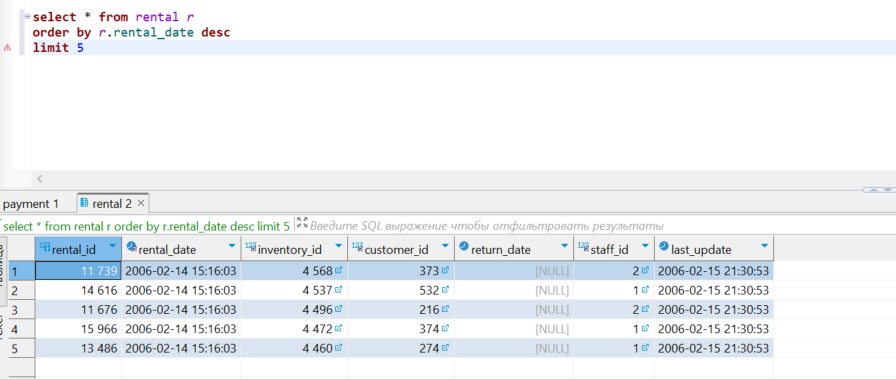 select * from rental r
order by r.rental_date desc
limit 5
payment 1 rental 2
select * from rental r order by r.rental_date desc limit 5 Введите SQL выражение чтобы отфильтровать результаты
123 rental_id rental_date 123 inventory_id 123 customer_id return_date 123 staff_id last_update
1 11 739 2006-02-14 15:16:03 4 568 373 [NULL] 2 2006-02-15 21:30:53
2 14 616 2006-02-14 15:16:03 4 537 532 [NULL] 1 2006-02-15 21:30:53
3 11 676 2006-02-14 15:16:03 4 496 216 [NULL] 2 2006-02-15 21:30:53
4 15 966 2006-02-14 15:16:03 4 472 374 [NULL] 1 2006-02-15 21:30:53
5 13 486 2006-02-14 15:16:03 4 460 274 [NULL] 1 2006-02-15 21:30:53